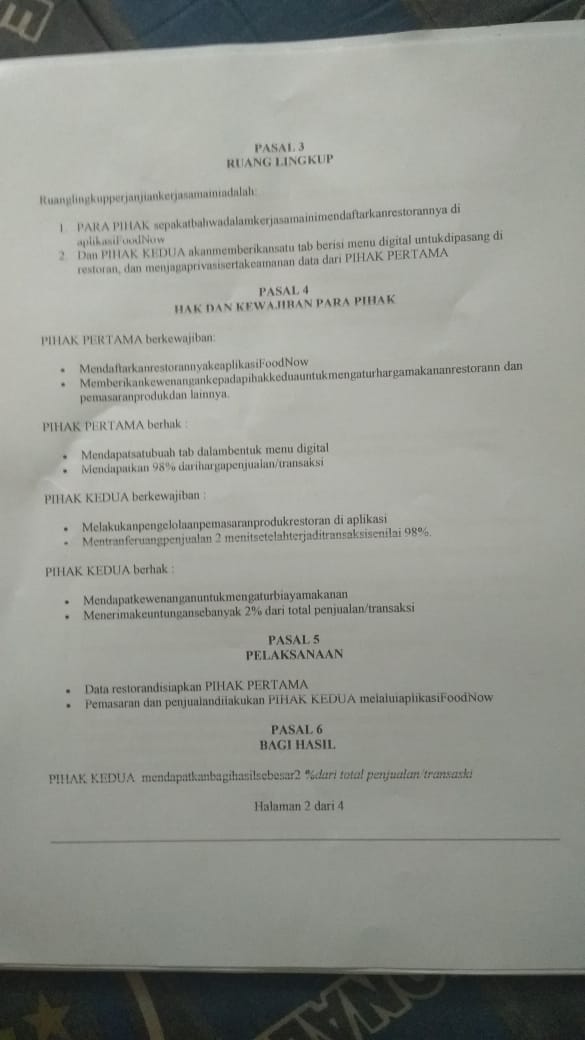 PASAL 3
RUANG LINGKUP
Ruanglingkupperjanjiankerjasamainiadalah:
1. PARA PIHAK sepakatbahwadalamkerjasamainimendaftarkanrestorannya di
aplikasiFoodNow
2. Dan PIHAK KEDUA akanmemberikansatu tab berisi menu digital untukdipasang di
restoran, dan menjagaprivasisertakeamanan data dari PIHAK PERTAMA
PASAL 4
HAK DAN KEWAJIBAN PARA PIHAK
PIHAK PERTAMA berkewajiban:
• MendaftarkanrestorannyakeaplikasiFoodNow
• Memberikankewenangankepadapihakkeduauntukmengaturhargamakananrestorann dan
pemasaranprodukdan lainnya.
PIHAK PERTAMA berhak :
• Mendapatsatubuah tab dalambentuk menu digital
• Mendapatkan 98% darihargapenjualan/transaksi
PIHAK KEDUA berkewajiban :
• Melakukanpengelolaanpemasaranprodukrestoran di aplikasi
• Mentranferuangpenjualan 2 menitsetelahterjaditransaksisenilai 98%.
PIHAK KEDUA berhak :
• Mendapatkewenanganuntukmengaturbiayamakanan
• Menerimakeuntungansebanyak 2% dari total penjualan/transaksi
PASAL 5
PELAKSANAAN
• Data restorandisiapkan PIHAK PERTAMA
• Pemasaran dan penjualandilakukan PIHAK KEDUA melaluiaplikasiFoodNow
PASAL 6
BAGI HASIL
PIHAK KEDUA mendapatkanbagihasilsebesar2 %dari total penjualan/transaski
Halaman 2 dari 4